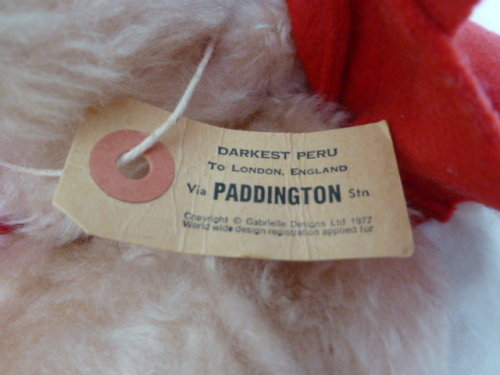 DARKEST PERU
TO LONDON, ENGLAND
Via PADDINGTON Stn
Copyright © Gabrielle Designs Ltd 1977
World wide design registration applied for